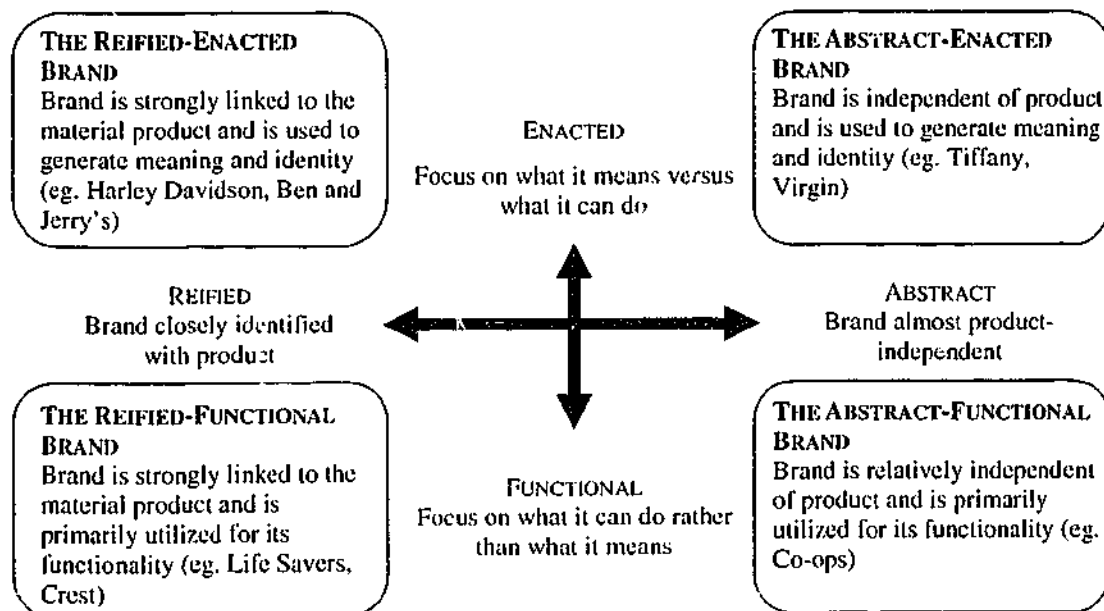 THE REIFIED-ENACTED
BRAND
Brand is strongly linked to the
material product and is used to
generate meaning and identity
(eg. Harley Davidson, Ben and
Jerry's)
ENACTED
Focus on what it means versus
what it can do
THE ABSTRACT-ENACTED
BRAND
Brand is independent of product
and is used to generate meaning
and identity (eg. Tiffany,
Virgin)
REIFIED
Brand closely identified
with product
ABSTRACT
Brand almost product-
independent
THE REIFIED-FUNCTIONAL
BRAND
Brand is strongly linked to the
material product and is
primarily utilized for its
functionality (eg. Life Savers,
Crest)
FUNCTIONAL
Focus on what it can do rather
than what it means
THE ABSTRACT-FUNCTIONAL
BRAND
Brand is relatively independent
of product and is primarily
utilized for its functionality (eg.
Co-ops)